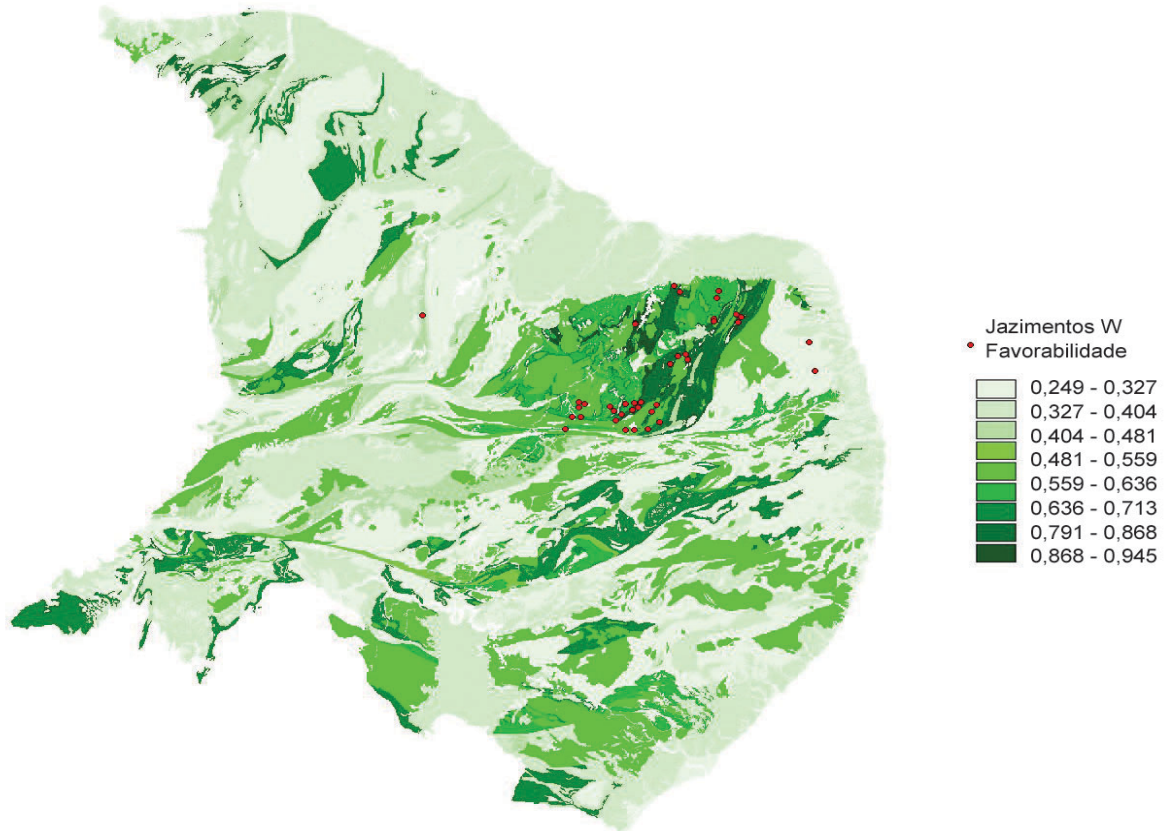 Jazimentos W
Favorabilidade
0,249 - 0,327
0,327 - 0,404
0,404 - 0,481
0,481 - 0,559
0,559 - 0,636
0,636 - 0,713
0,791 - 0,868
0,868 - 0,945